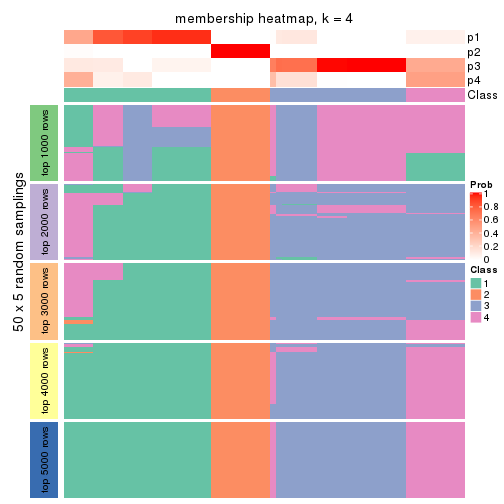 membership heatmap, k = 4
p1
p2
p3
p4
Class
50 x 5 random samplings
top 1000 rows
top 2000 rows
top 3000 rows
top 4000 rows
top 5000 rows
Prob
1
0.8
0.6
0.4
0.2
0
Class
1
2
3
4